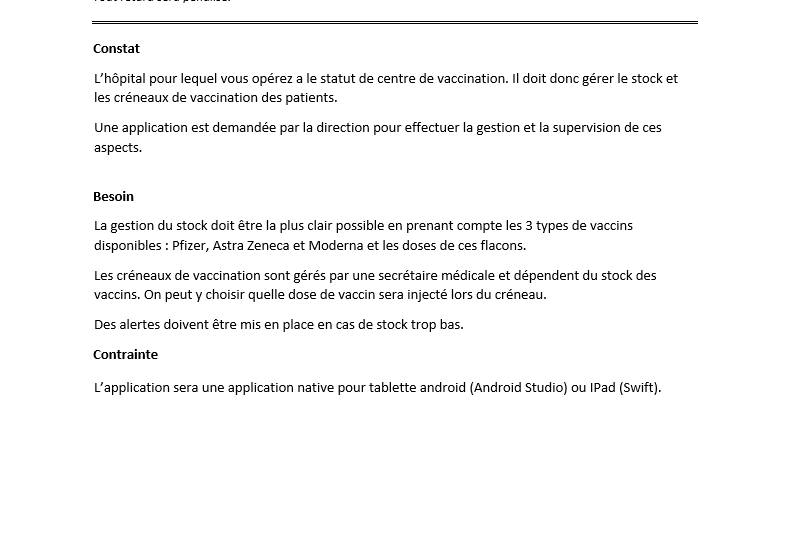 Tout retard sera pénalisé.
Constat
L’hôpital pour lequel vous opérez a le statut de centre de vaccination. Il doit donc gérer le stock et
les créneaux de vaccination des patients.
Une application est demandée par la direction pour effectuer la gestion et la supervision de ces
aspects.
Besoin
La gestion du stock doit être la plus clair possible en prenant compte les 3 types de vaccins
disponibles : Pfizer, Astra Zeneca et Moderna et les doses de ces flacons.
Les créneaux de vaccination sont gérés par une secrétaire médicale et dépendent du stock des
vaccins. On peut y choisir quelle dose de vaccin sera injecté lors du créneau.
Des alertes doivent être mis en place en cas de stock trop bas.
Contrainte
L’application sera une application native pour tablette android (Android Studio) ou IPad (Swift).